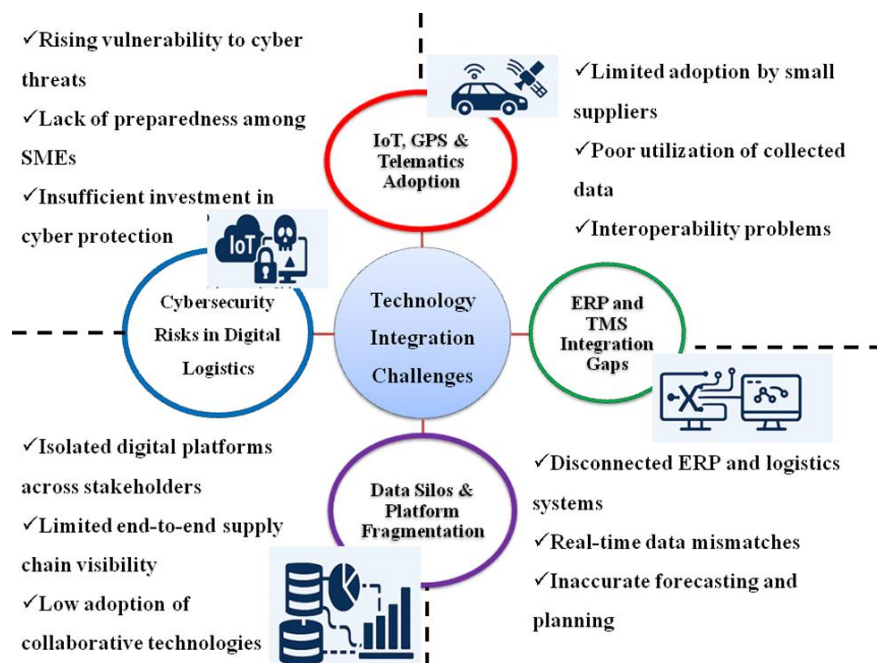 ✓Rising vulnerability to cyber
threats
✓Lack of preparedness among
SMEs
✓Insufficient investment in
cyber protection
IoT, GPS &
Telematics
Adoption
✓Limited adoption by small
suppliers
✓Poor utilization of collected
data
✓Interoperability problems
IoT
Cybersecurity
Risks in Digital
Logistics
Technology
Integration
Challenges
ERP and
TMS
Integration
Gaps
X
✓Isolated digital platforms
across stakeholders
✓Limited end-to-end supply
chain visibility
✓Low adoption of
collaborative technologies
Data Silos &
Platform
Fragmentation
✓Disconnected ERP and logistics
systems
✓Real-time data mismatches
✓Inaccurate forecasting and
planning